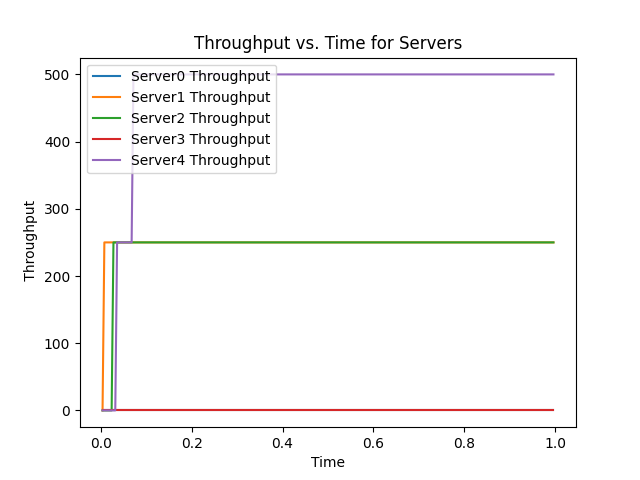 Throughput vs. Time for Servers
500
400
300
200
100
0
Throughput
Server0 Throughput
Server1 Throughput
Server2 Throughput
Server3 Throughput
Server4 Throughput
0.0 0.2 0.4 0.6 0.8 1.0
Time